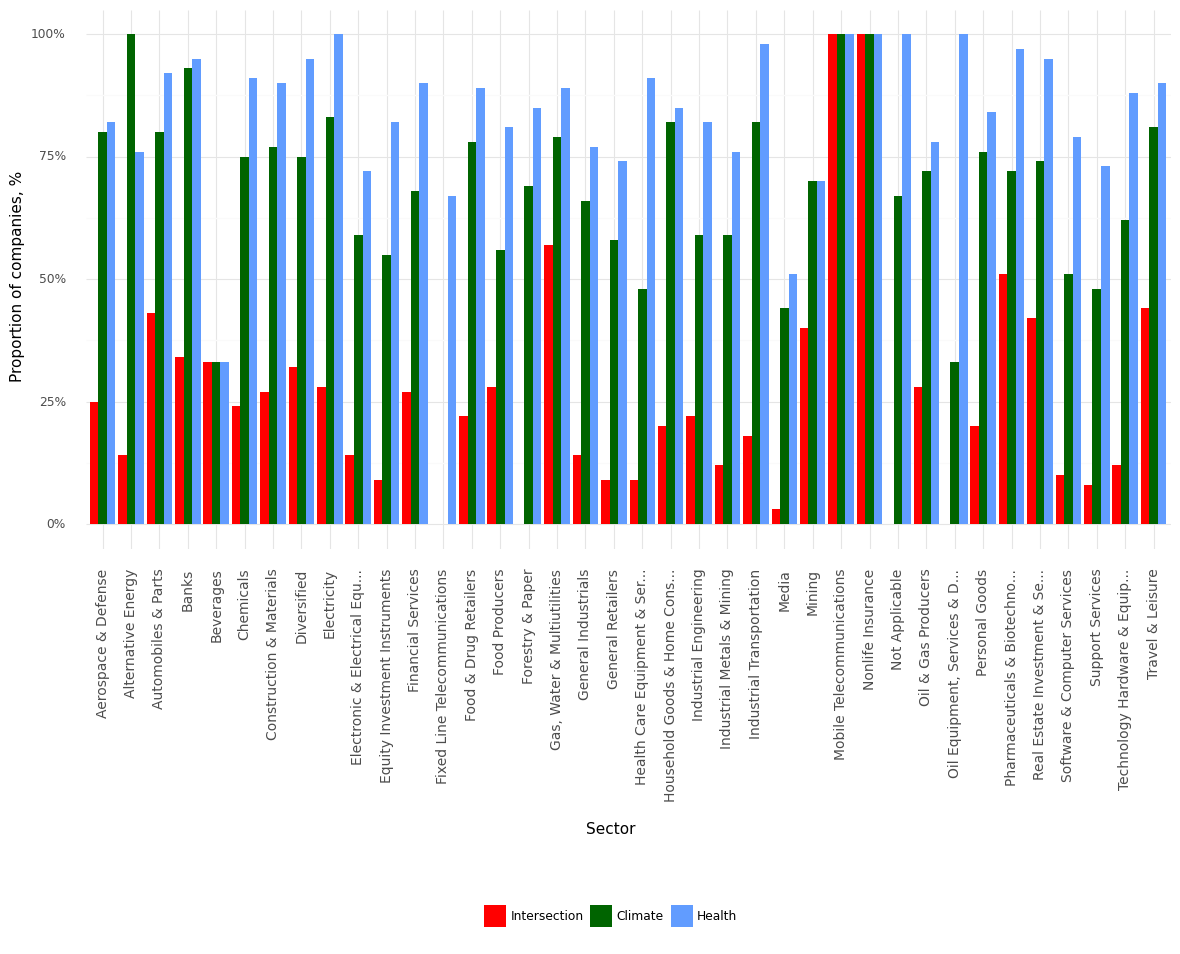 Proportion of companies, %
100%
75%
50%
25%
0%
Aerospace & Defense
Alternative Energy
Automobiles & Parts
Banks
Beverages
Chemicals
Construction & Materials
Diversified
Electricity
Electronic & Electrical Equ...
Equity Investment Instruments
Financial Services
Fixed Line Telecommunications
Food & Drug Retailers
Food Producers
Forestry & Paper
Gas, Water & Multiutilities
General Industrials
General Retailers
Health Care Equipment & Ser...
Household Goods & Home Cons...
Industrial Engineering
Industrial Metals & Mining
Industrial Transportation
Media
Mining
Mobile Telecommunications
Nonlife Insurance
Not Applicable
Oil & Gas Producers
Oil Equipment, Services & D...
Personal Goods
Pharmaceuticals & Biotechno...
Real Estate Investment & Se...
Software & Computer Services
Support Services
Technology Hardware & Equip...
Travel & Leisure
Sector
Intersection
Climate
Health